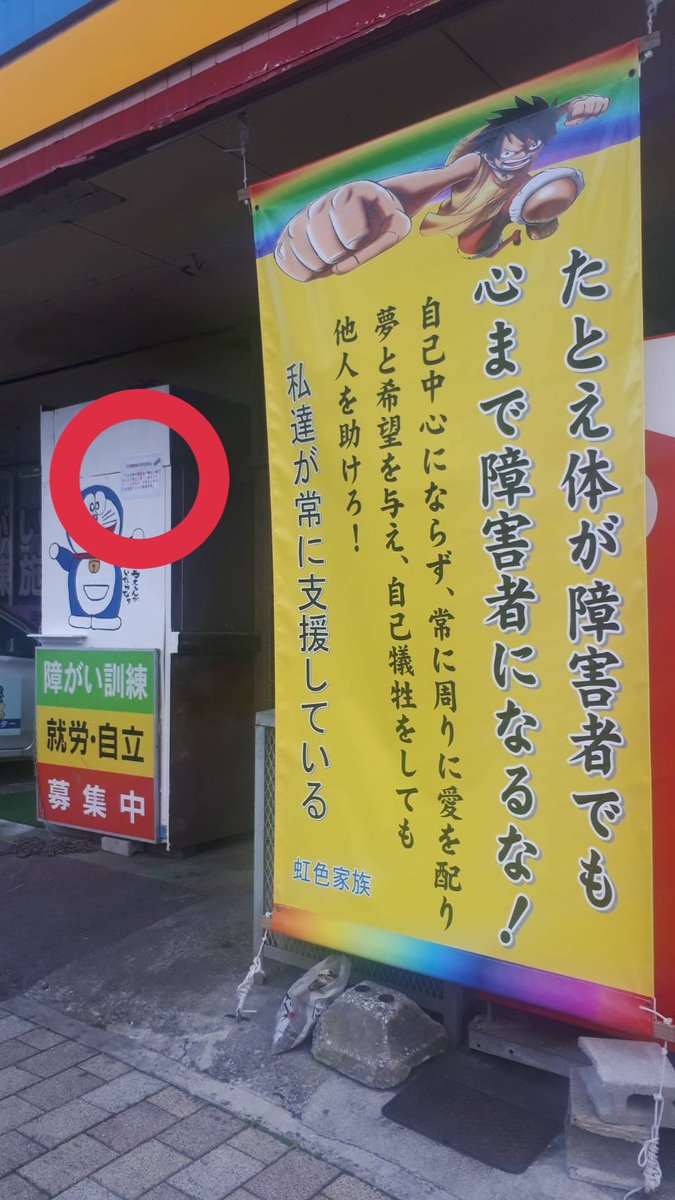 たとえ体が障害者でも
心まで障害者になるな!
自己中心にならず、常に周りに愛を配り
夢と希望を与え、自己犠牲をしても
他人を助けろ!
私達が常に支援している
虹色家族
障がい訓練
就労・自立
募集中